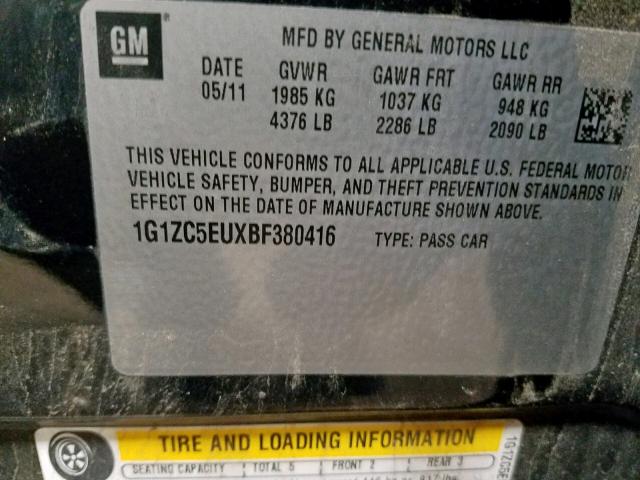 GM
MFD BY GENERAL MOTORS LLC
DATE GVWR GAWR FRT GAWR RR
05/11 1985 KG 1037 KG 948 KG
4376 LB 2286 LB 2090 LB
THIS VEHICLE CONFORMS TO ALL APPLICABLE U.S. FEDERAL MOTOR
VEHICLE SAFETY, BUMPER, AND THEFT PREVENTION STANDARDS IN
EFFECT ON THE DATE OF MANUFACTURE SHOWN ABOVE.
1G1ZC5EUXBF380416 TYPE: PASS CAR
TIRE AND LOADING INFORMATION
SEATING CAPACITY TOTAL 5 FRONT 2 REAR 3
1G1ZC5E